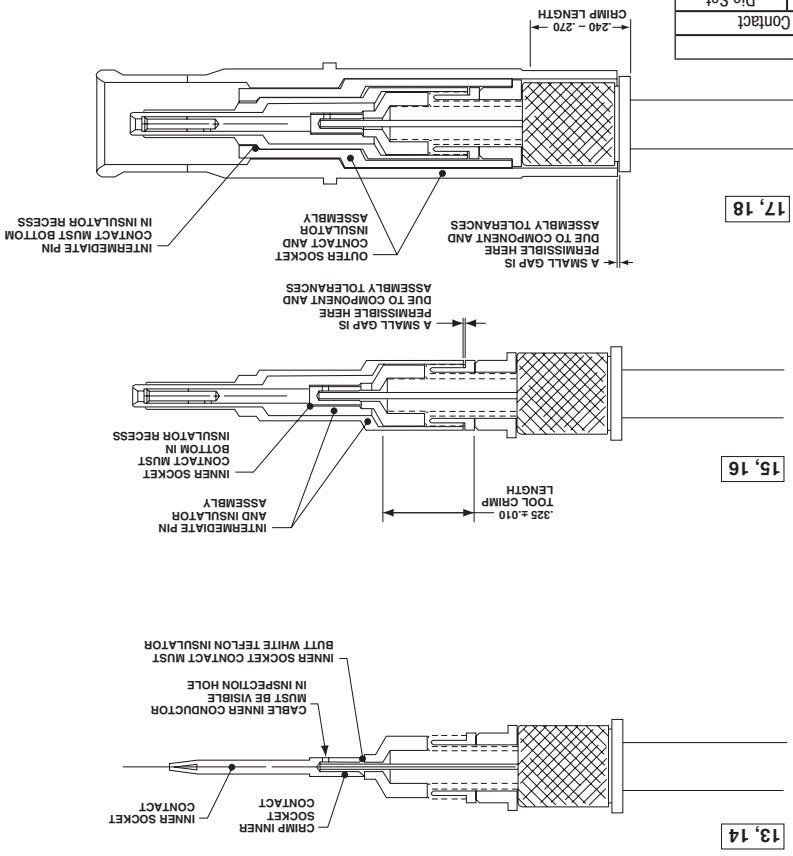 13, 14
CRIMP INNER
SOCKET
CONTACT
INNER SOCKET
CONTACT
CABLE INNER CONDUCTOR
MUST BE VISIBLE
IN INSPECTION HOLE
INNER SOCKET CONTACT MUST
BUTT WHITE TEFLON INSULATOR
15, 16
.325 ± .010
TOOL CRIMP
LENGTH
INTERMEDIATE PIN
AND INSULATOR
ASSEMBLY
INNER SOCKET
CONTACT MUST
BOTTOM IN
INSULATOR RECESS
A SMALL GAP IS
PERMISSIBLE HERE
DUE TO COMPONENT AND
ASSEMBLY TOLERANCES
17, 18
A SMALL GAP IS
PERMISSIBLE HERE
DUE TO COMPONENT AND
ASSEMBLY TOLERANCES
OUTER SOCKET
CONTACT AND
INSULATOR
ASSEMBLY
INTERMEDIATE PIN
CONTACT MUST BOTTOM
IN INSULATOR RECESS
.240 – .270
CRIMP LENGTH
Contact
Die Set